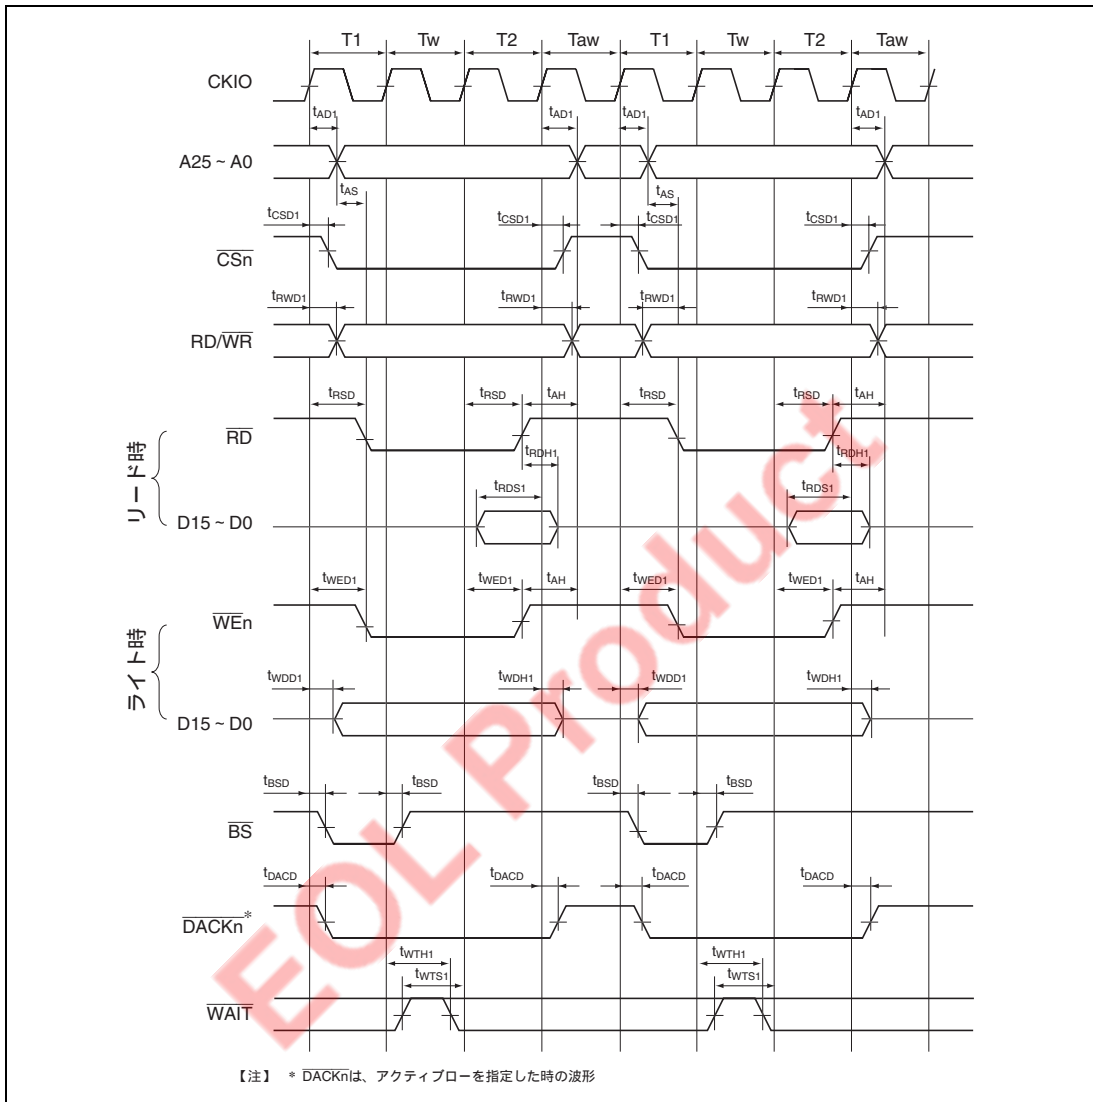 T1 Tw T2 Taw T1 Tw T2 Taw
CKIO
tAD1 tAD1 tAD1 tAD1
A25 ~ A0
tAS tAS
tCSD1 tCSD1 tCSD1 tCSD1
CSn
tRWD1 tRWD1 tRWD1 tRWD1
RD/WR
tRSD tRSD tAH tRSD tRSD tAH
RD
tRDH1 tRDH1
リード時
tRDS1 tRDS1
D15 ~ D0
tWED1 tWED1 tAH tWED1 tWED1 tAH
WEn
ライト時
tWDD1 tWDH1 tWDD1 tWDH1
D15 ~ D0
tBSD tBSD tBSD tBSD
BS
tDACD tDACD tDACD tDACD
DACKn*
tWTH1 tWTH1
tWTS1 tWTS1
WAIT
【注】 * DACKnは、アクティブローを指定した時の波形
EOL Product